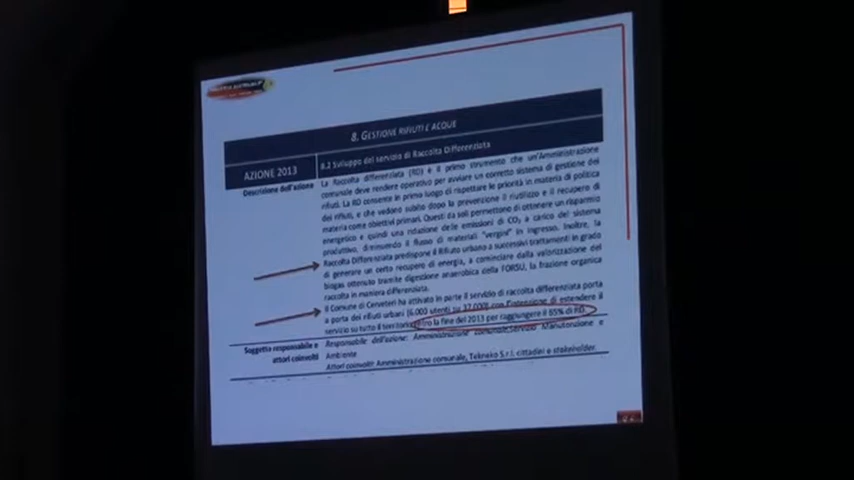 8. GESTIONE RIFIUTI E ACQUE
AZIONE 2013
8.2 Sviluppo del servizio di Raccolta Differenziata
Descrizione dell'azione
La Raccolta differenziata (RD) è il primo strumento che un'Amministrazione
comunale deve rendere operativo per avviare un corretto sistema di gestione dei
rifiuti. La RD consente in primo luogo di rispettare le priorità in materia di politica
dei rifiuti, e che vedono subito dopo la prevenzione il riutilizzo e il recupero di
materia come obiettivi primari. Questi da soli permettono di ottenere un risparmio
energetico e quindi una riduzione delle emissioni di CO₂ a carico del sistema
produttivo, diminuendo il flusso di materiali "vergini" in ingresso. Inoltre, la
Raccolta Differenziata predispone il Rifiuto urbano a successivi trattamenti in grado
di generare un certo recupero di energia, a cominciare dalla valorizzazione del
biogas ottenuto tramite digestione anaerobica della FORSU, la frazione organica
raccolta in maniera differenziata.
Il Comune di Cerveteri ha attivato in parte il servizio di raccolta differenziata porta
a porta dei rifiuti urbani (6.000 utenti su 37.000) con l'intenzione di estendere il
servizio su tutto il territorio entro la fine del 2013 per raggiungere il 65% di RD.
Soggetto responsabile e
attori coinvolti
Responsabile dell'azione: Amministrazione comunale.Servizio Manutenzione e
Ambiente
Attori coinvolti: Amministrazione comunale, Tekneko S.r.l. cittadini e stakeholder.